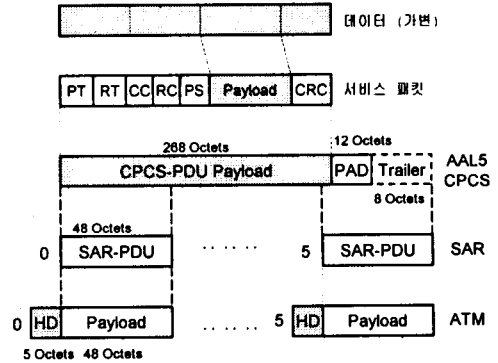 데이터 (가변)
PT RT CC RC PS Payload CRC 서비스 패킷
268 Octets 12 Octets
CPCS-PDU Payload PAD Trailer AAL5 CPCS
8 Octets
48 Octets
0 SAR-PDU ..... 5 SAR-PDU SAR
0 HD Payload ..... 5 HD Payload ATM
5 Octets 48 Octets